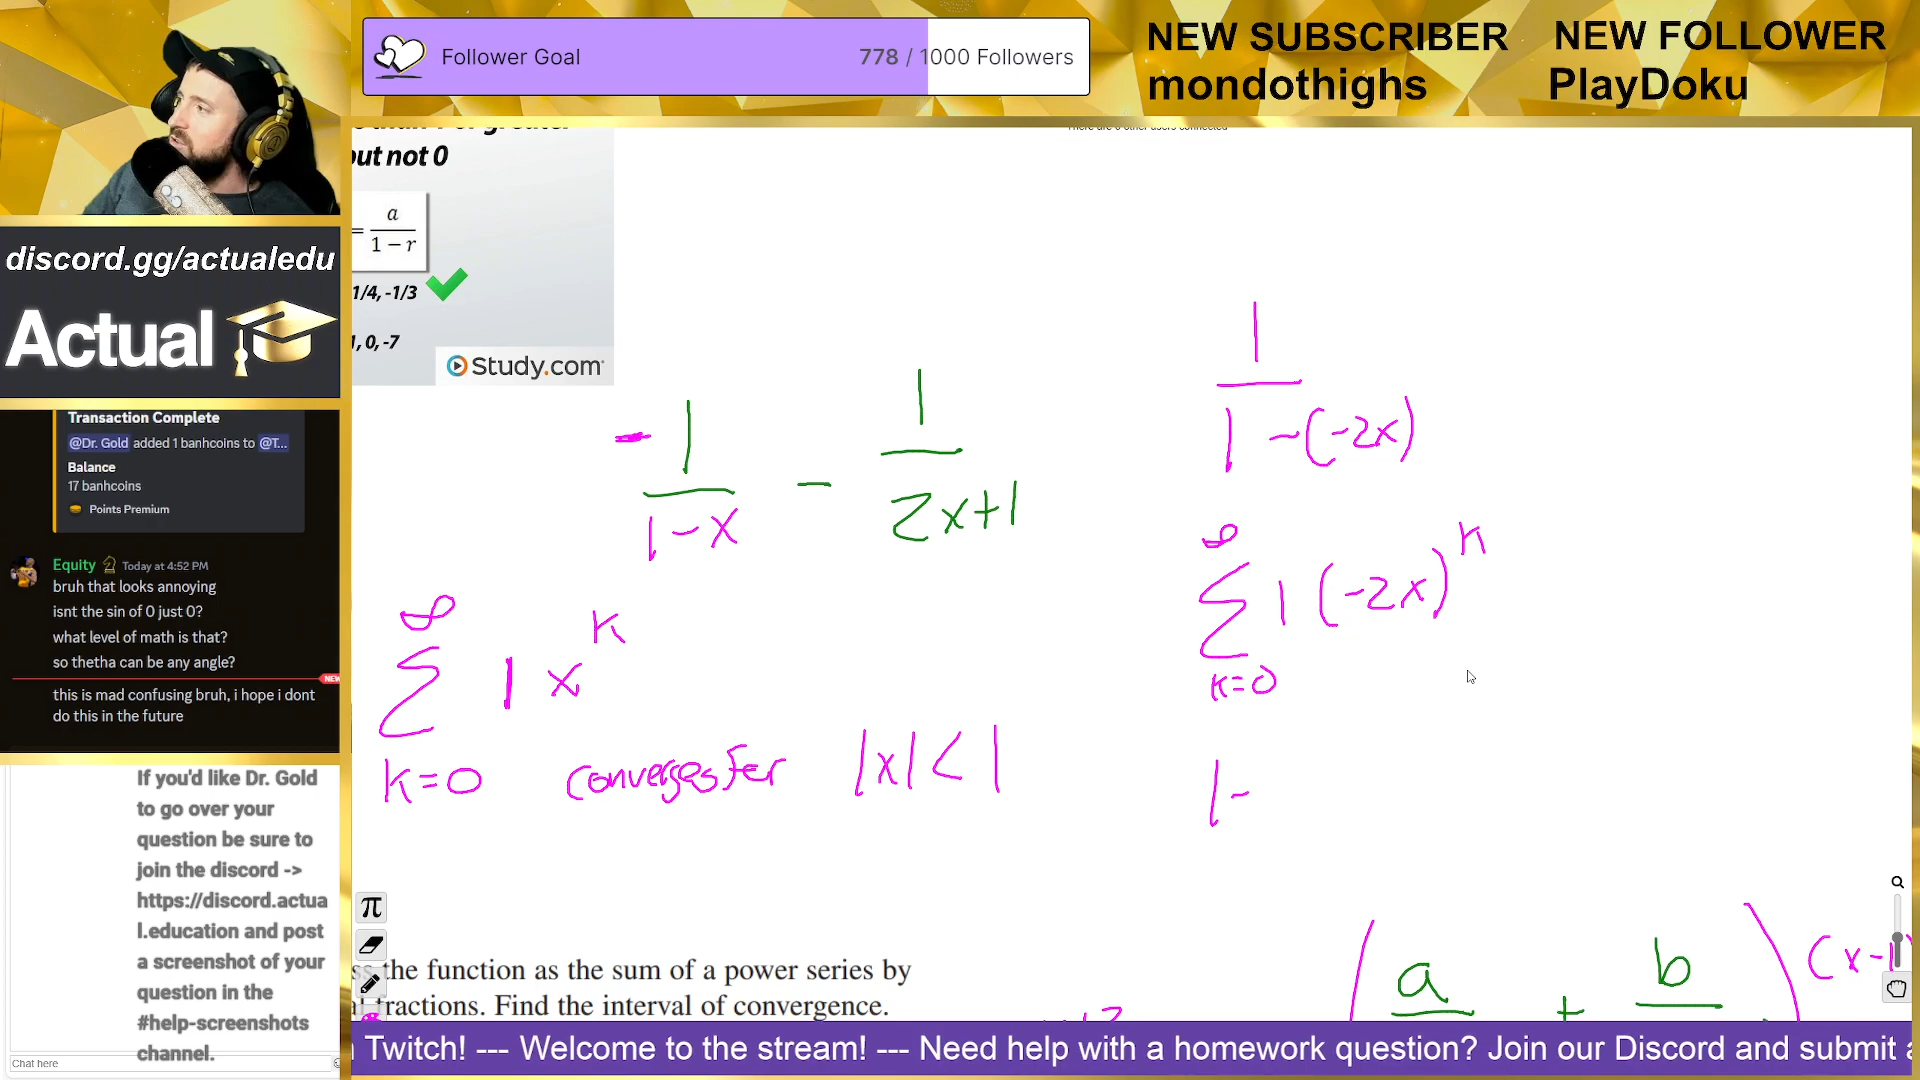 Follower Goal
778 / 1000 Followers
NEW SUBSCRIBER
mondothighs
NEW FOLLOWER
PlayDoku
discord.gg/actualedu
Actual
Transaction Complete
@Dr. Gold added 1 banhcoins to @T...
Balance
17 banhcoins
Points Premium
Equity Today at 4:52 PM
bruh that looks annoying
isnt the sin of 0 just 0?
what level of math is that?
so thetha can be any angle?
NEW
this is mad confusing bruh, i hope i dont
do this in the future
If you'd like Dr. Gold
to go over your
question be sure to
join the discord ->
https://discord.actua
l.education and post
a screenshot of your
question in the
#help-screenshots
channel.
Chat here
but not 0
= a / 1 − r
1/4, -1/3
, 0, -7
Study.com
- 1/(1-x) - 1/(2x+1)
1/(1-(-2x))
∞
Σ 1 x^k
k=0 converges for |x| < 1
∞
Σ 1 (-2x)^k
k=0
1-
the function as the sum of a power series by
fractions. Find the interval of convergence.
a + b (x-1
π
Twitch! --- Welcome to the stream! --- Need help with a homework question? Join our Discord and submit